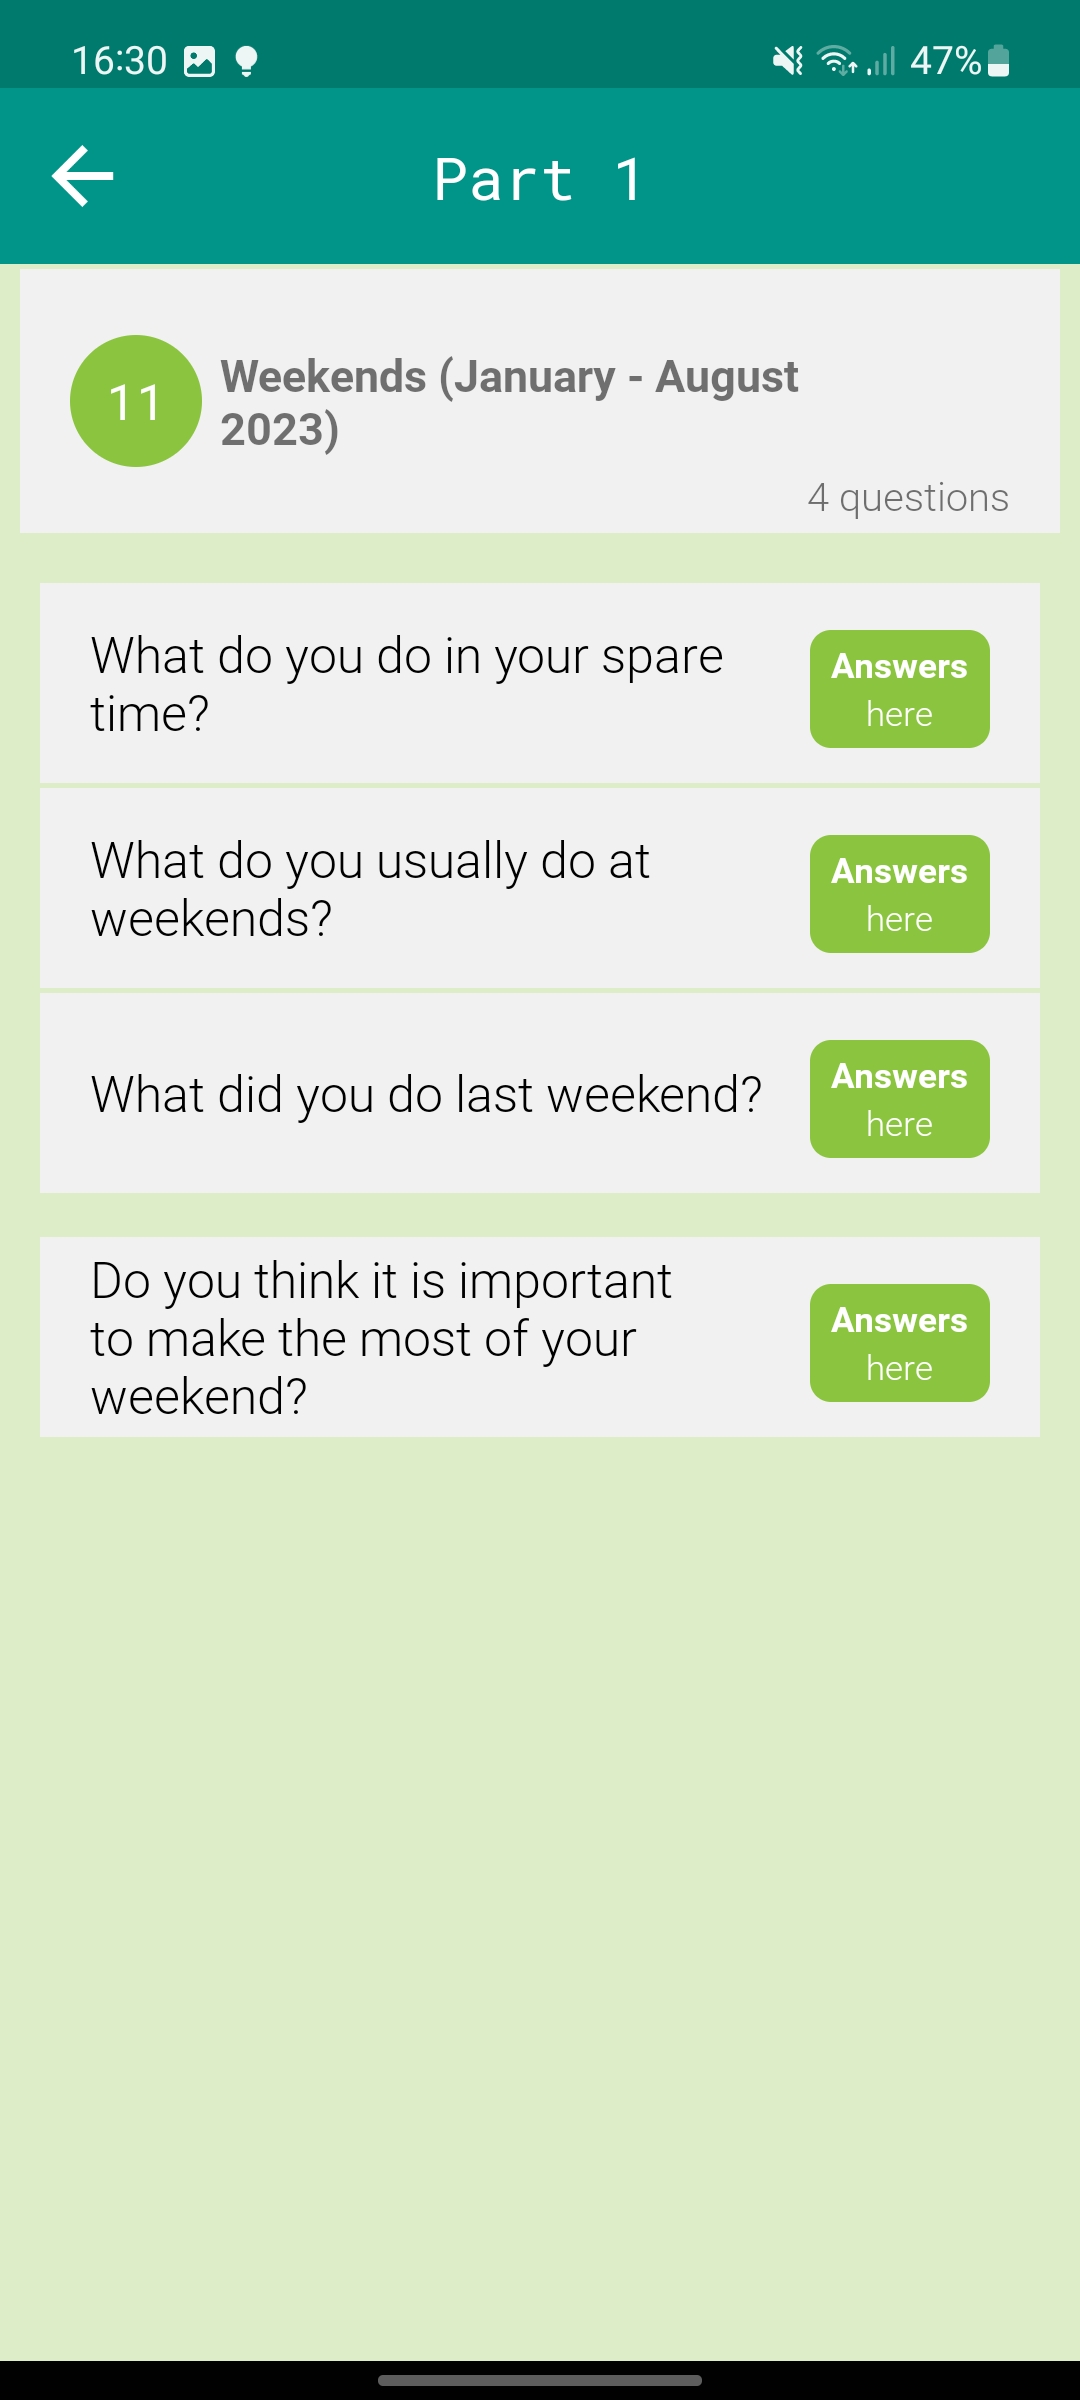 16:30
47%
Part 1
11
Weekends (January - August
2023)
4 questions
What do you do in your spare
time?
Answers
here
What do you usually do at
weekends?
Answers
here
What did you do last weekend?
Answers
here
Do you think it is important
to make the most of your
weekend?
Answers
here